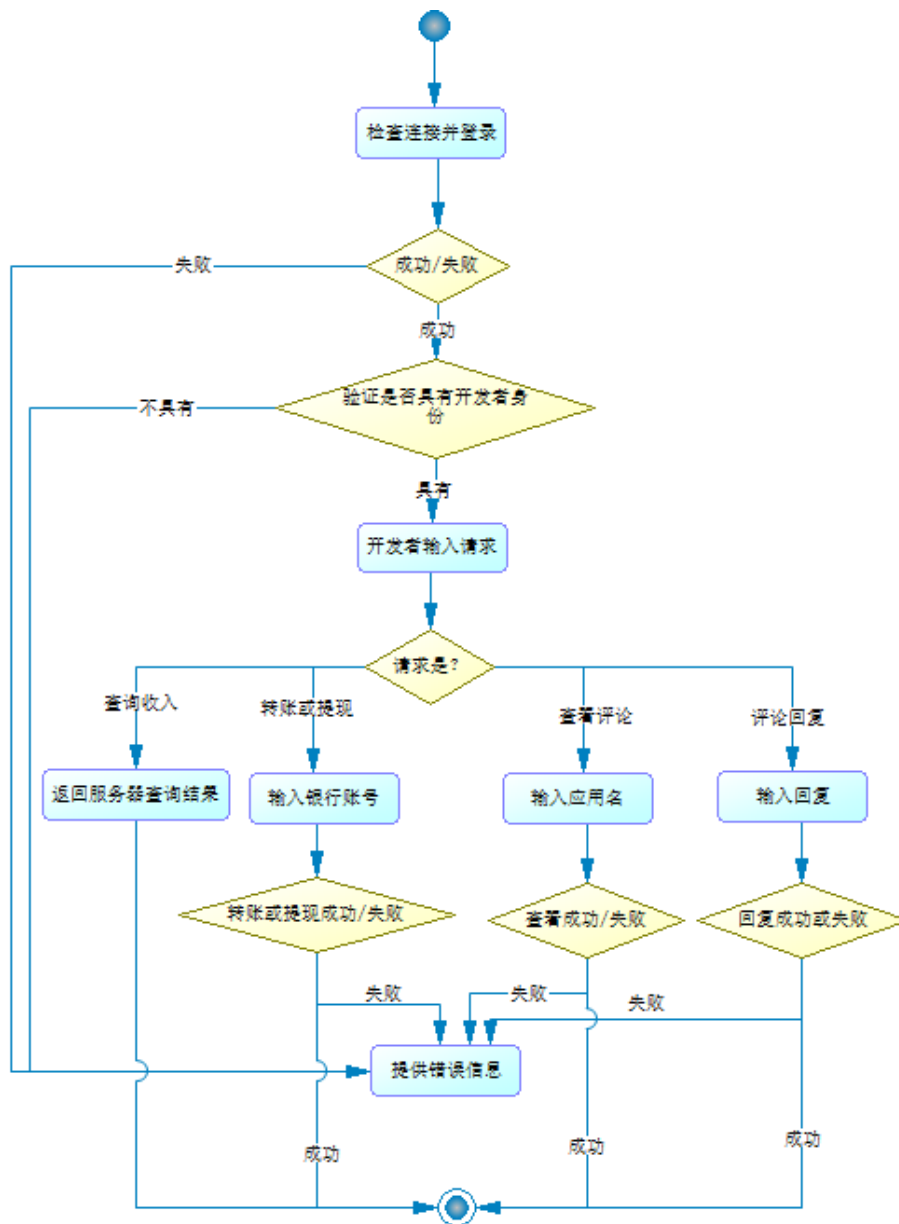 检查连接并登录
失败
成功/失败
成功
不具有
验证是否具有开发者身
份
具有
开发者输入请求
请求是?
查询收入
转账或提现
查看评论
评论回复
返回服务器查询结果
输入银行账号
输入应用名
输入回复
转账或提现成功/失败
查看成功/失败
回复成功或失败
失败
失败
失败
提供错误信息
成功
成功
成功